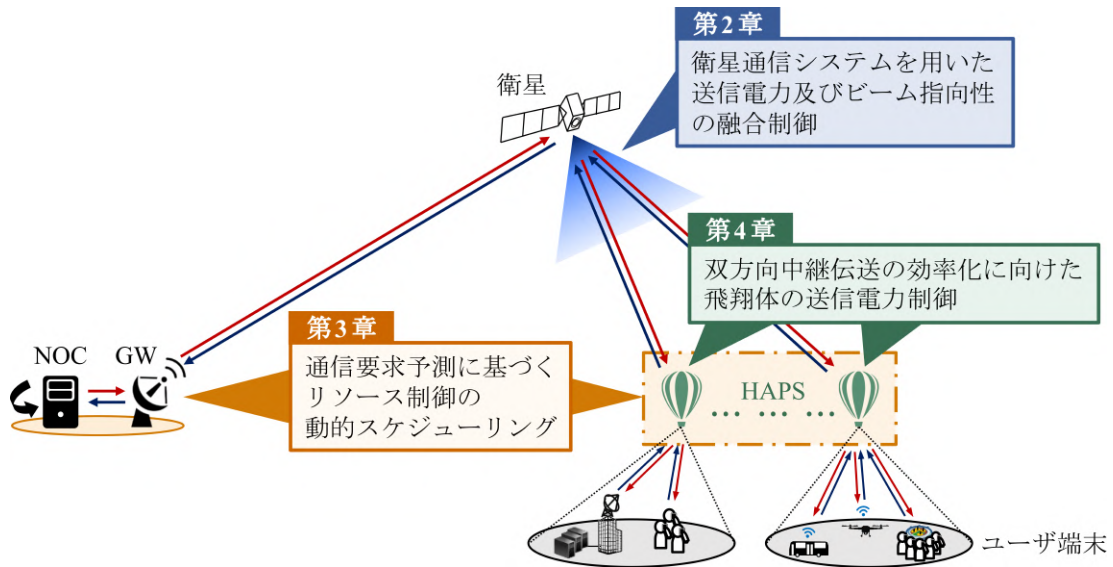 第2章
衛星通信システムを用いた
送信電力及びビーム指向性
の融合制御
衛星
第4章
双方向中継伝送の効率化に向けた
飛翔体の送信電力制御
第3章
通信要求予測に基づく
リソース制御の
動的スケジューリング
NOC
GW
HAPS
ユーザ端末